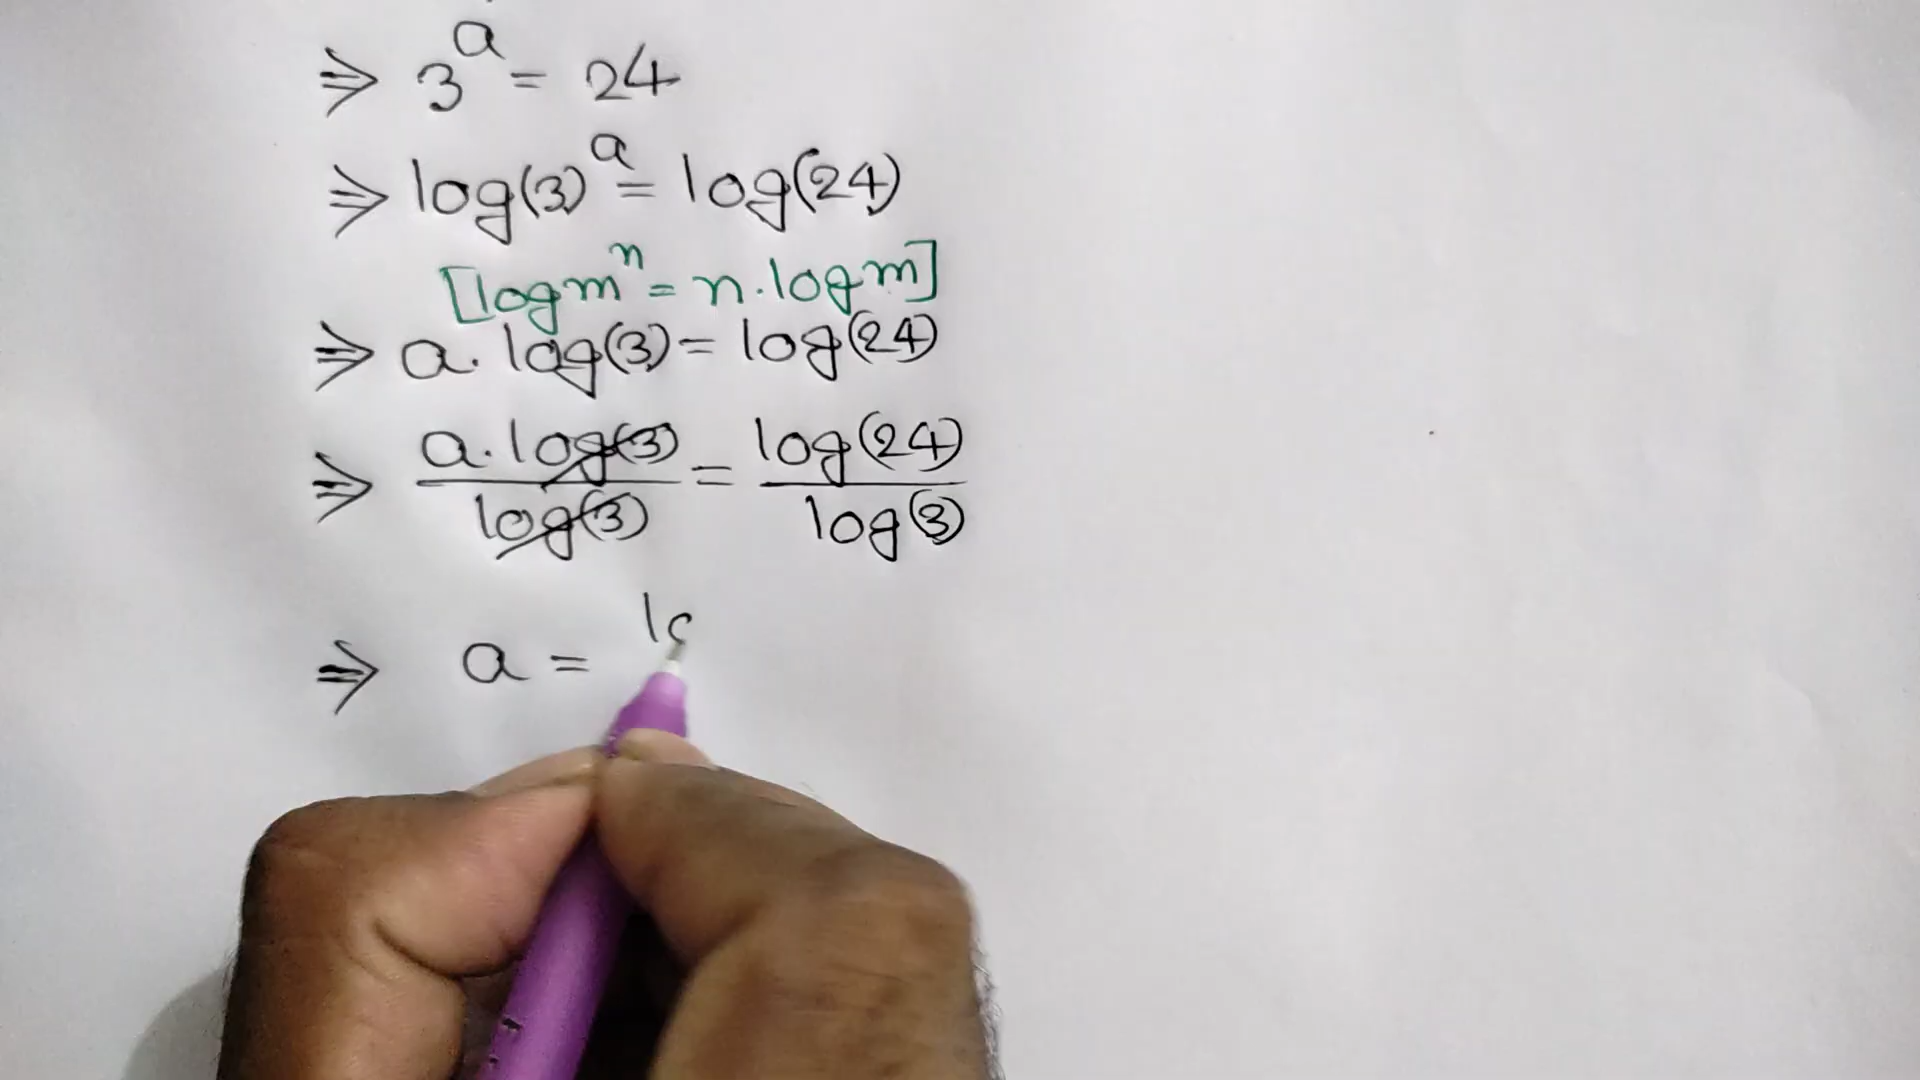 ⇒ 3^a = 24
⇒ log(3)^a = log(24)
[log m^n = n. log m]
⇒ a. log(3) = log(24)
⇒ a. log(3) / log(3) = log(24) / log(3)
⇒ a = lo